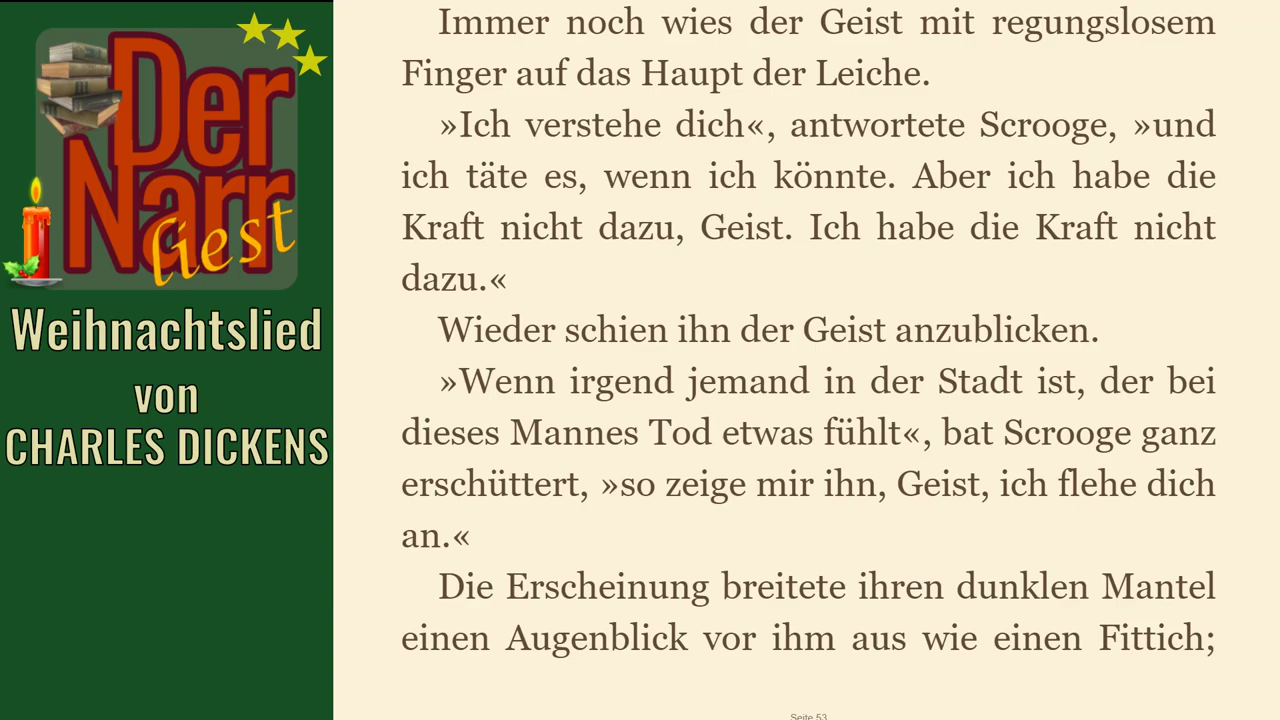 Der
Narr
liest
Weihnachtslied
von
CHARLES DICKENS
Immer noch wies der Geist mit regungslosem
Finger auf das Haupt der Leiche.
»Ich verstehe dich«, antwortete Scrooge, »und
ich täte es, wenn ich könnte. Aber ich habe die
Kraft nicht dazu, Geist. Ich habe die Kraft nicht
dazu.«
Wieder schien ihn der Geist anzublicken.
»Wenn irgend jemand in der Stadt ist, der bei
dieses Mannes Tod etwas fühlt«, bat Scrooge ganz
erschüttert, »so zeige mir ihn, Geist, ich flehe dich
an.«
Die Erscheinung breitete ihren dunklen Mantel
einen Augenblick vor ihm aus wie einen Fittich;
Seite 53